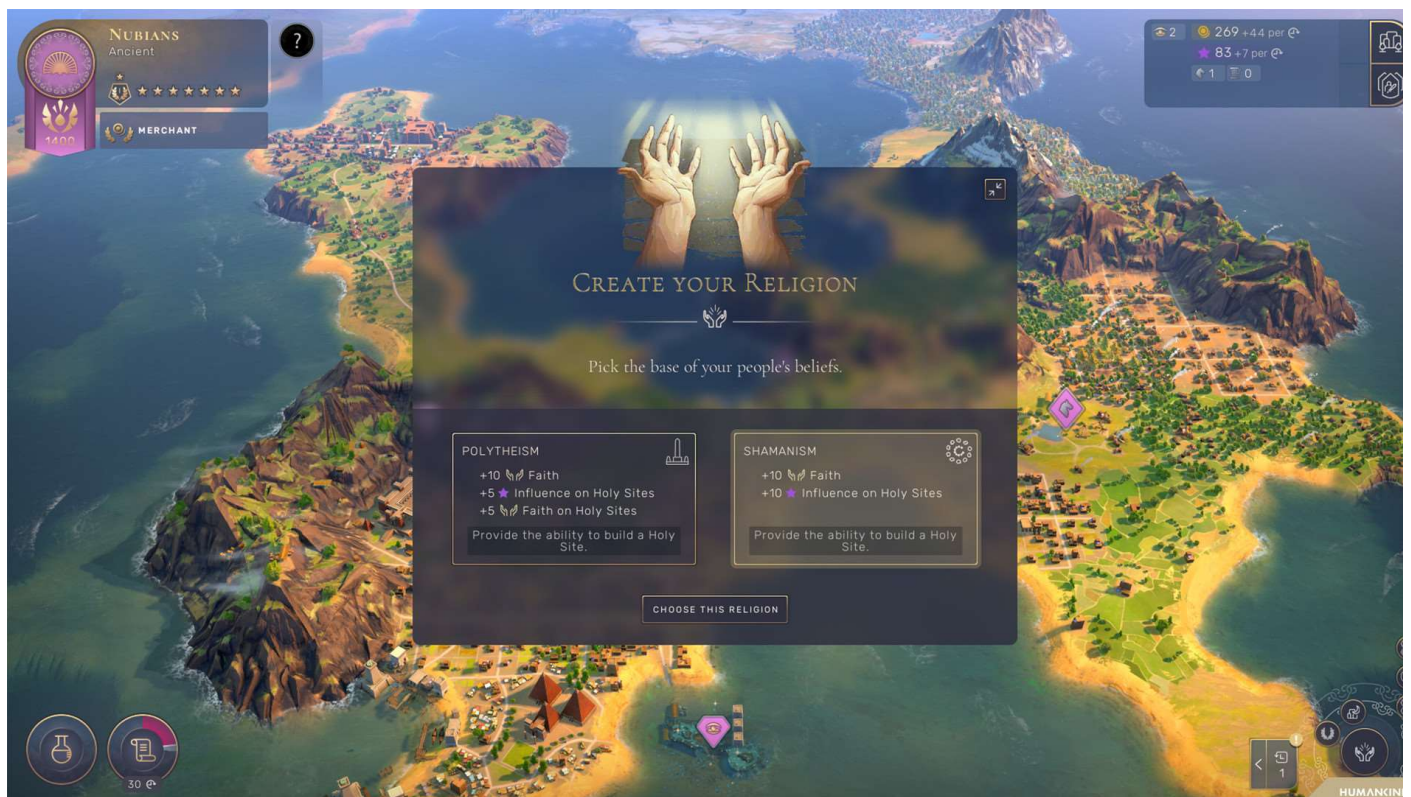 NUBIANS
Ancient
1400
MERCHANT
?
2 269 +44 per
83 +7 per
1 0
CREATE YOUR RELIGION
Pick the base of your people's beliefs.
POLYTHEISM
+10 Faith
+5 Influence on Holy Sites
+5 Faith on Holy Sites
Provide the ability to build a Holy
Site.
SHAMANISM
+10 Faith
+10 Influence on Holy Sites
Provide the ability to build a Holy
Site.
CHOOSE THIS RELIGION
30
1
HUMANKIN